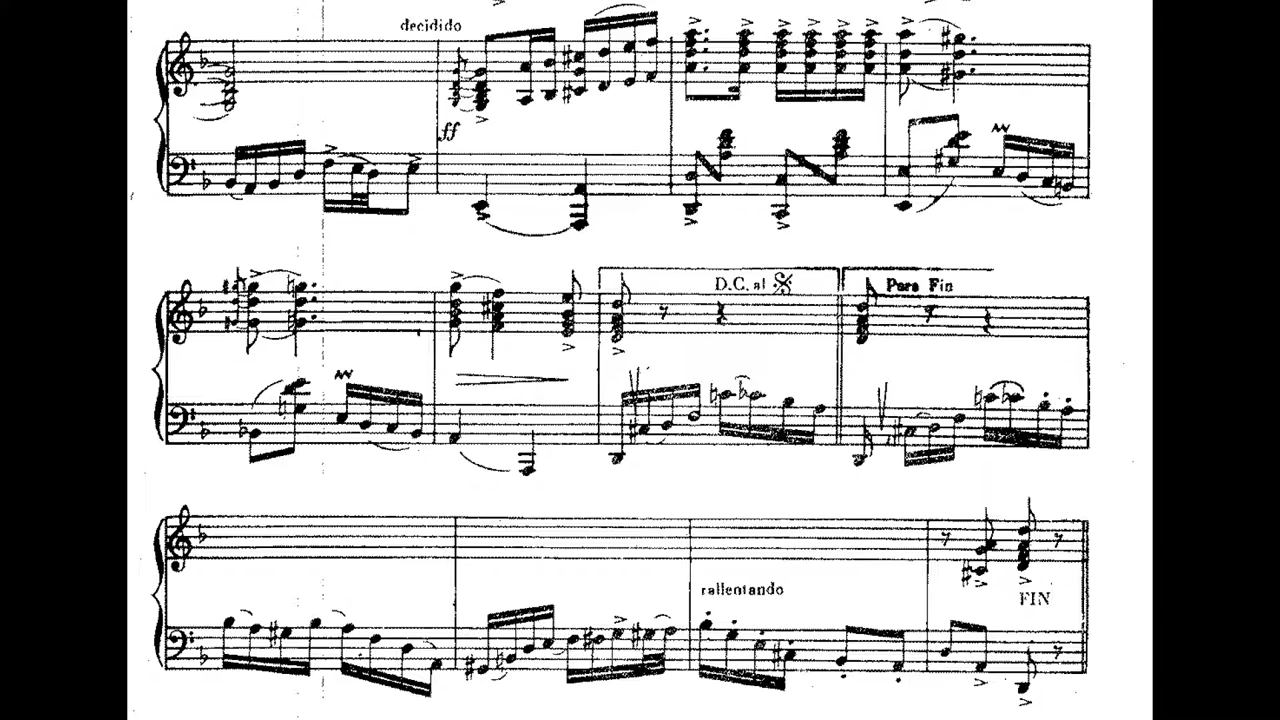 decidido
ff
D.C. al 𝄋
Para Fin
rallentando
FIN